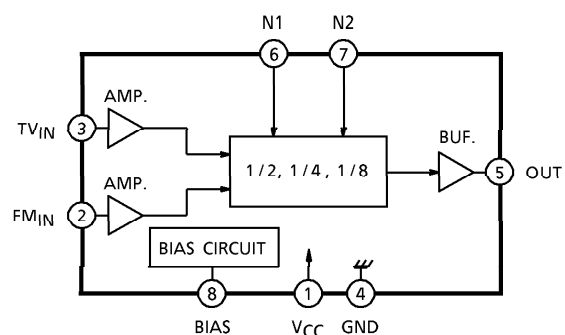 N1 N2
6 7
AMP.
TVIN 3
1/2, 1/4, 1/8
BUF.
5 OUT
AMP.
FMIN 2
BIAS CIRCUIT
8 1 4
BIAS VCC GND